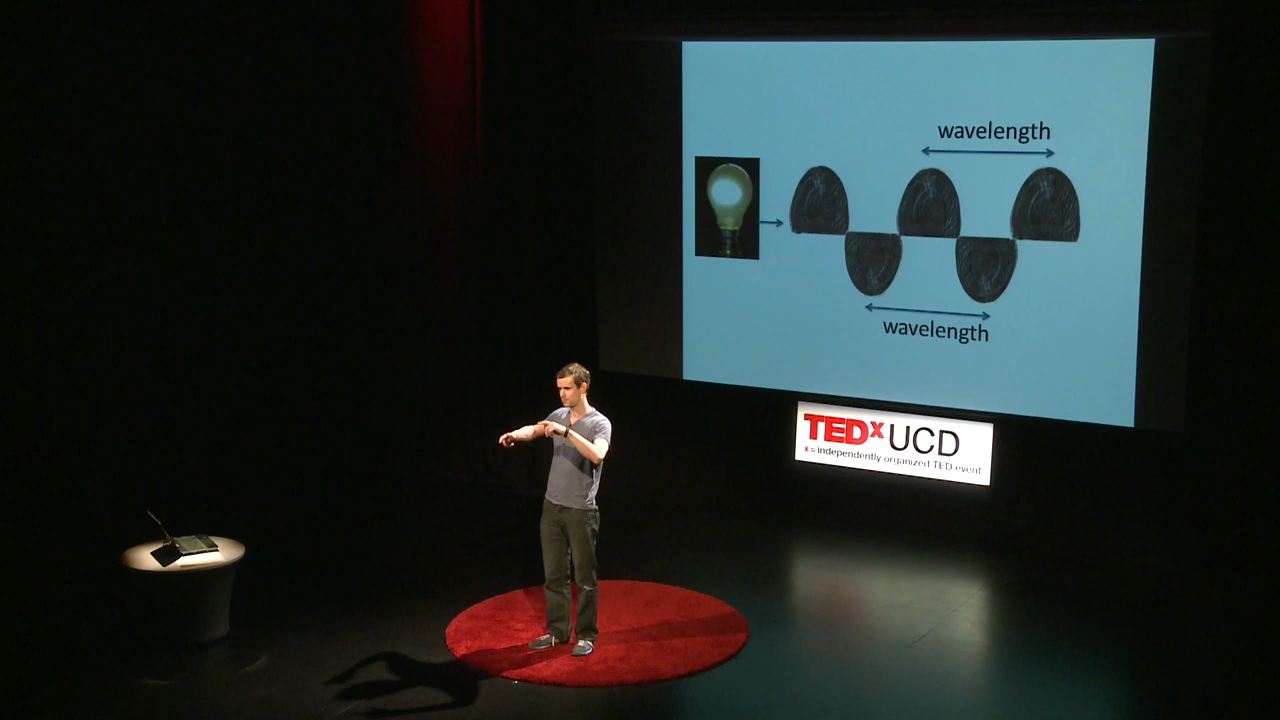 wavelength
wavelength
TEDx UCD
x = independently organized TED event